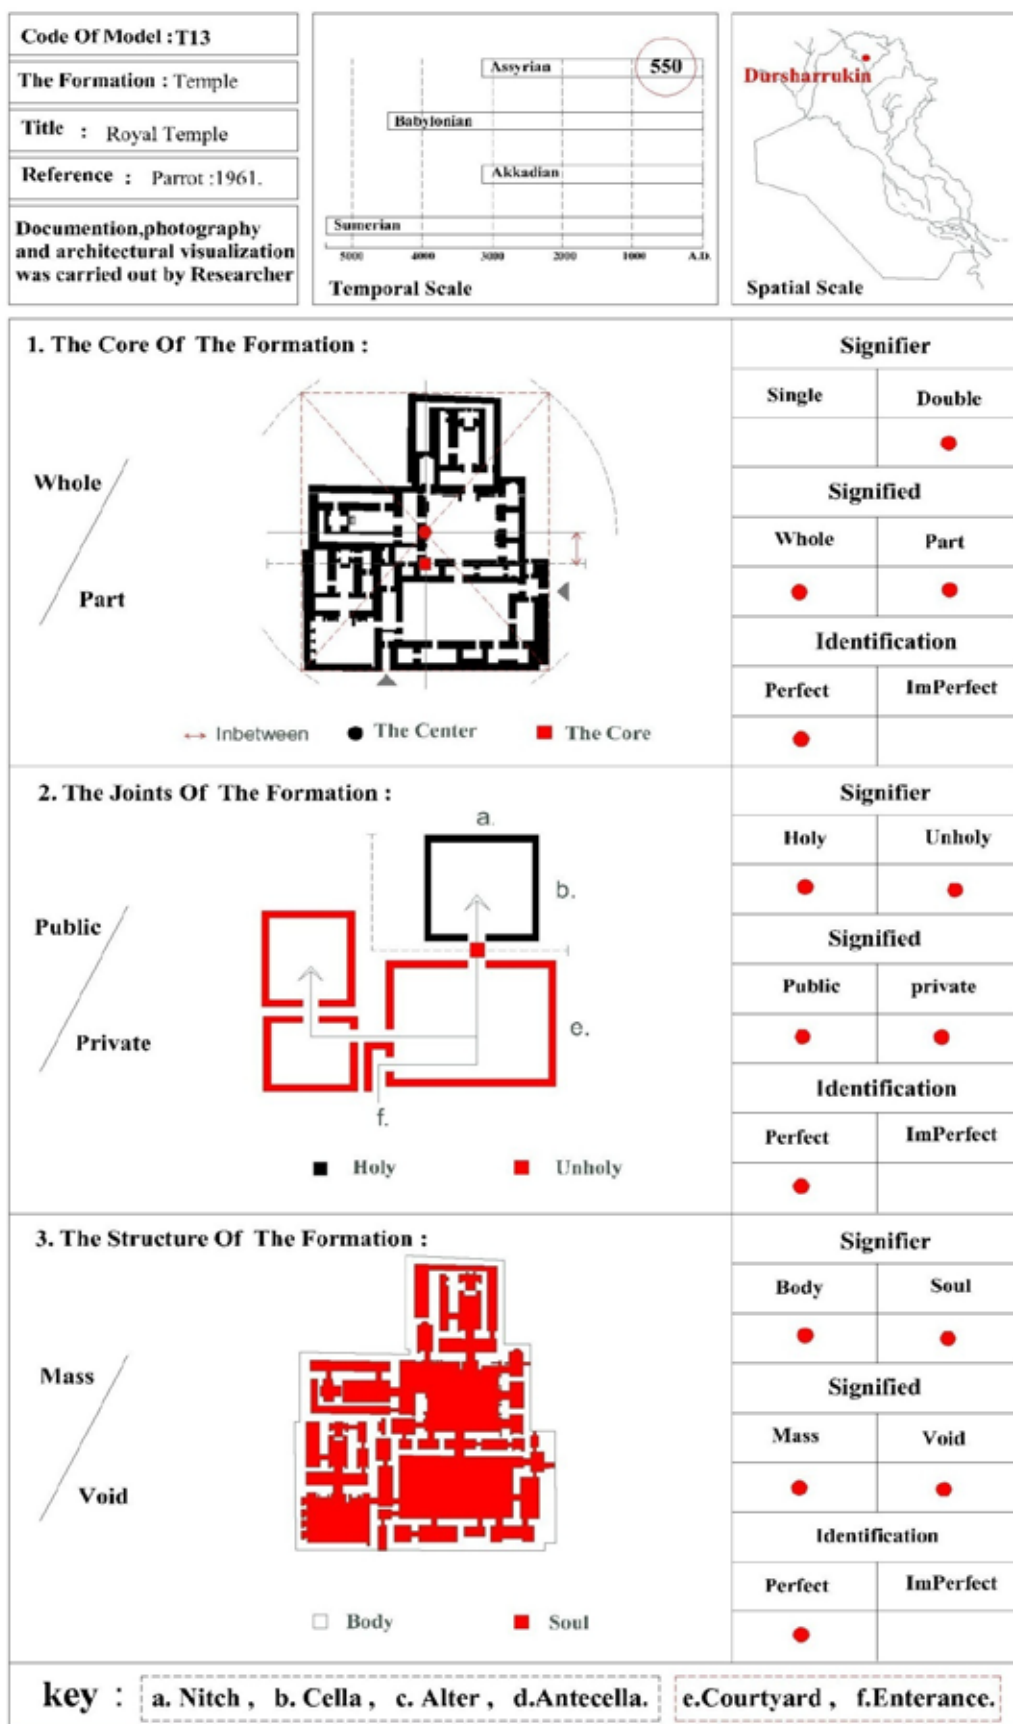 Code Of Model : T13
The Formation : Temple
Title : Royal Temple
Reference : Parrot :1961.
Documention,photography
and architectural visualization
was carried out by Researcher
Assyrian
550
Babylonian
Akkadian
Sumerian
5000 4000 3000 2000 1000 A.D.
Temporal Scale
Dursharrukin
Spatial Scale
1. The Core Of The Formation :
Whole
Part
Inbetween
The Center
The Core
Signifier
Single Double
Signified
Whole Part
Identification
Perfect ImPerfect
2. The Joints Of The Formation :
Public
Private
a.
b.
e.
f.
Holy
Unholy
Signifier
Holy Unholy
Signified
Public private
Identification
Perfect ImPerfect
3. The Structure Of The Formation :
Mass
Void
Body
Soul
Signifier
Body Soul
Signified
Mass Void
Identification
Perfect ImPerfect
key : a. Nitch , b. Cella , c. Alter , d.Antecella. e.Courtyard , f.Enterance.